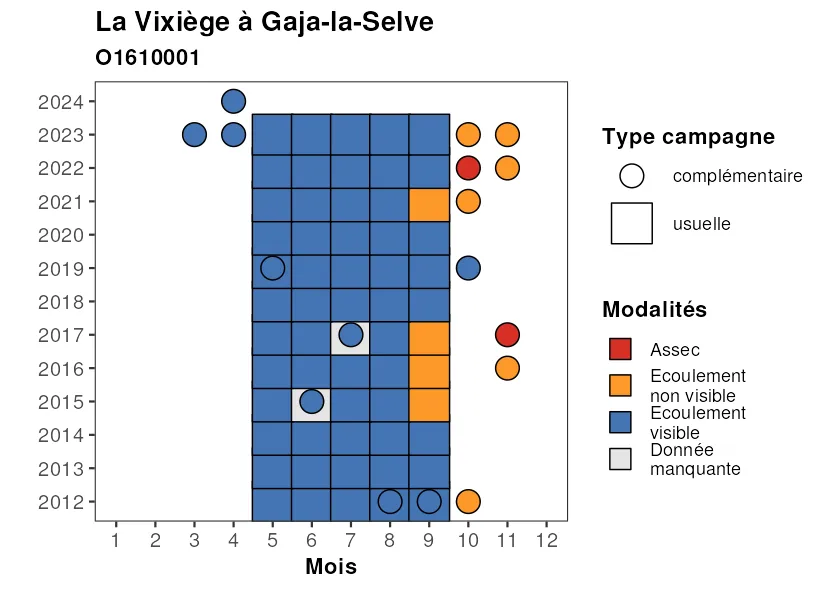 La Vixiège à Gaja-la-Selve
O1610001
2024
2023
2022
2021
2020
2019
2018
2017
2016
2015
2014
2013
2012
1 2 3 4 5 6 7 8 9 10 11 12
Mois
Type campagne
complémentaire
usuelle
Modalités
Assec
Ecoulement
non visible
Ecoulement
visible
Donnée
manquante